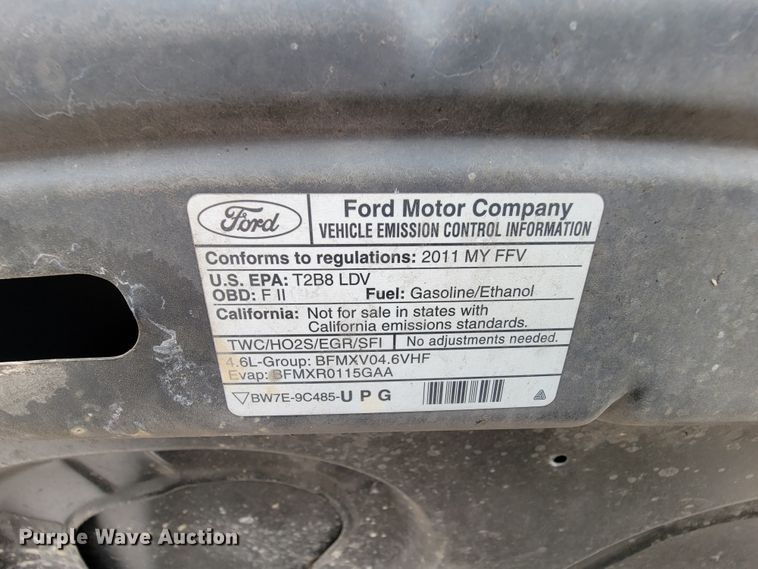 Ford
Ford Motor Company
VEHICLE EMISSION CONTROL INFORMATION
Conforms to regulations: 2011 MY FFV
U.S. EPA: T2B8 LDV
OBD: F II Fuel: Gasoline/Ethanol
California: Not for sale in states with
California emissions standards.
TWC/HO2S/EGR/SFI No adjustments needed.
4.6L-Group: BFMXV04.6VHF
Evap: BFMXR0115GAA
BW7E-9C485-U P G
Purple Wave Auction